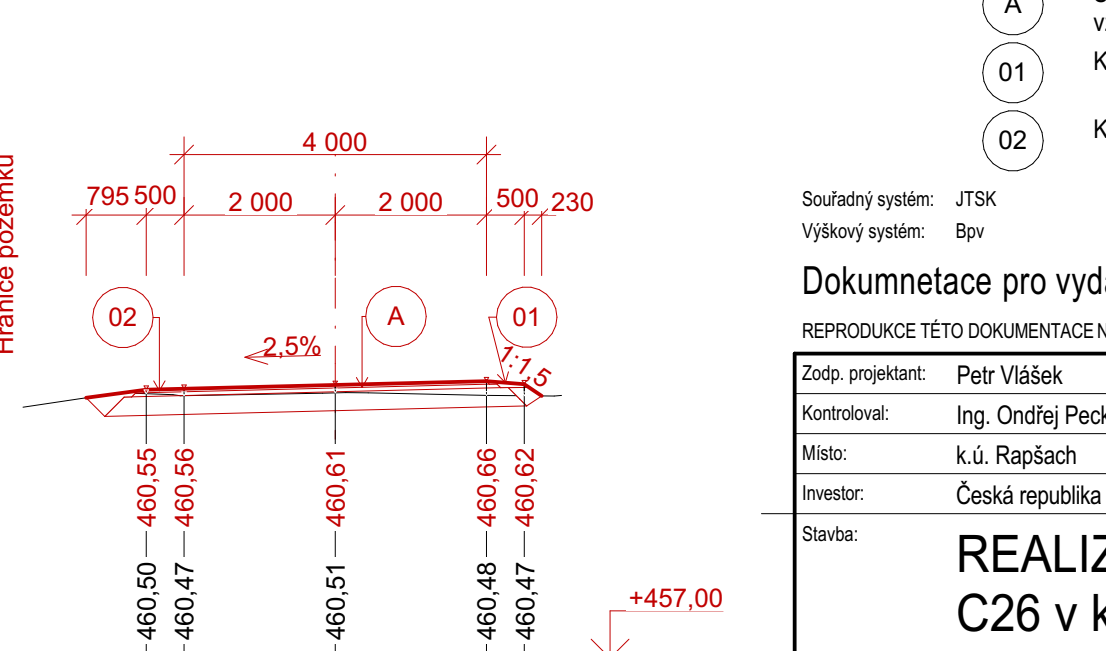 A
01
K
02
K
Hranice pozemku
4 000
795 500 2 000 2 000 500 230
02 A 01
2,5%
1:1,5
460,55 460,56 460,61 460,66 460,62
460,50 460,47 460,51 460,48 460,47
+457,00
Souřadný systém: JTSK
Výškový systém: Bpv
Dokumnetace pro vyd
REPRODUKCE TÉTO DOKUMENTACE N
Zodp. projektant: Petr Vlášek
Kontroloval: Ing. Ondřej Peck
Místo: k.ú. Rapšach
Investor: Česká republika
Stavba:
REALIZ
C26 v k